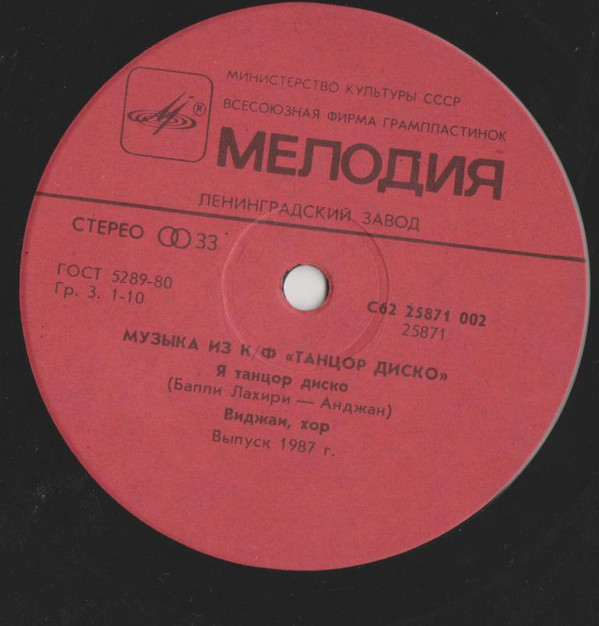 МИНИСТЕРСТВО КУЛЬТУРЫ СССР
ВСЕСОЮЗНАЯ ФИРМА ГРАМПЛАСТИНОК
®
МЕЛОДИЯ
ЛЕНИНГРАДСКИЙ ЗАВОД
СТЕРЕО 33
ГОСТ 5289-80
Гр. 3. 1-10
С62 25871 002
25871
МУЗЫКА ИЗ К/Ф «ТАНЦОР ДИСКО»
Я танцор диско
(Баппи Лахири — Анджан)
Виджаи, хор
Выпуск 1987 г.